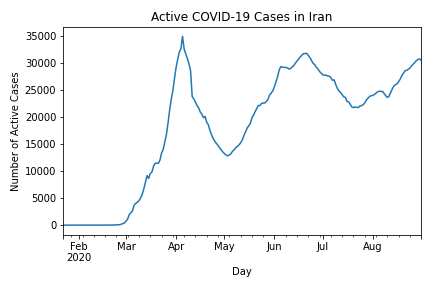 Active COVID-19 Cases in Iran
Number of Active Cases
35000
30000
25000
20000
15000
10000
5000
0
Feb Mar Apr May Jun Jul Aug
2020
Day